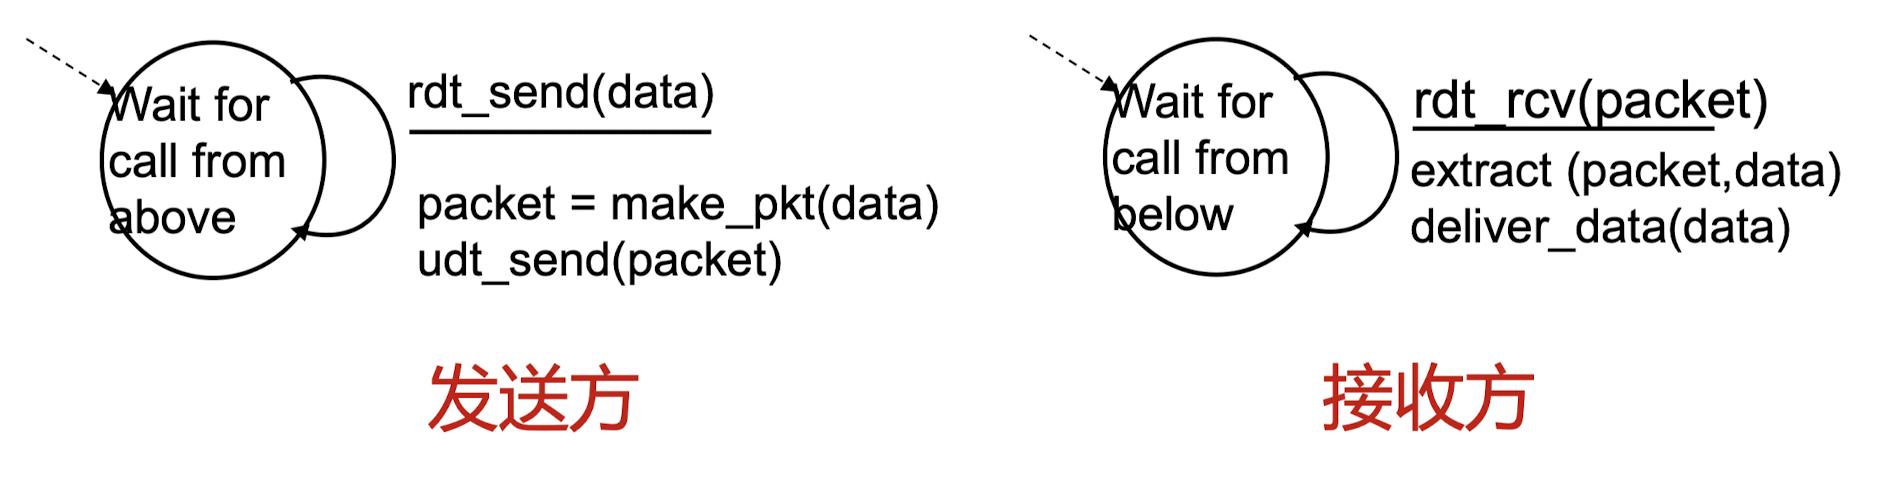 Wait for
call from
above
rdt_send(data)
packet = make_pkt(data)
udt_send(packet)
发送方
Wait for
call from
below
rdt_rcv(packet)
extract (packet,data)
deliver_data(data)
接收方